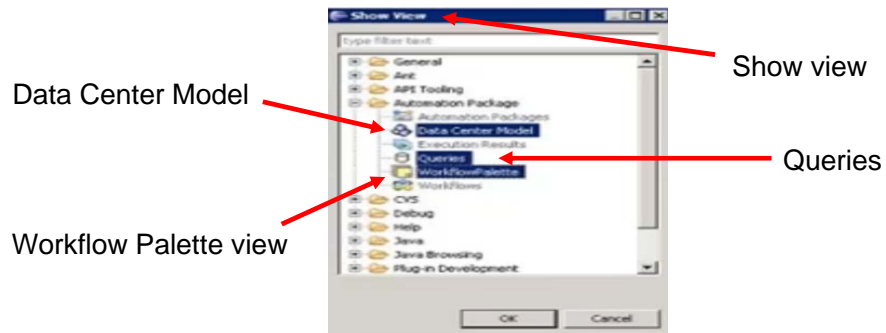 Show View
type filter text
General
Ant
API Tooling
Automation Package
Automation Packages
Data Center Model
Execution Results
Queries
WorkflowPalette
Workflows
CVS
Debug
Help
Java
Java Browsing
Plug-in Development
OK Cancel
Show view
Data Center Model
Queries
Workflow Palette view